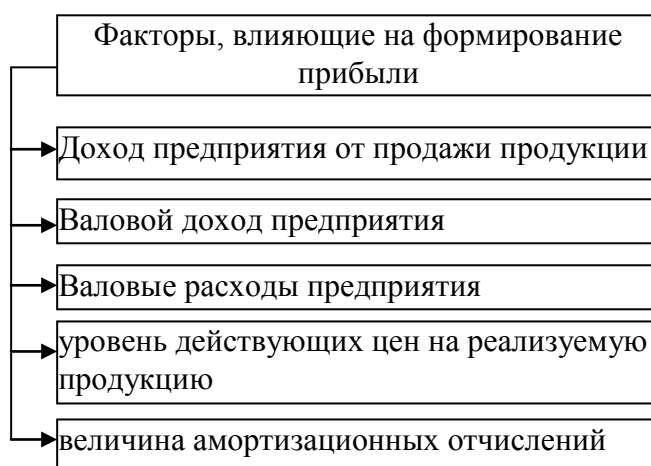 Факторы, влияющие на формирование
прибыли
Доход предприятия от продажи продукции
Валовой доход предприятия
Валовые расходы предприятия
уровень действующих цен на реализуемую
продукцию
величина амортизационных отчислений